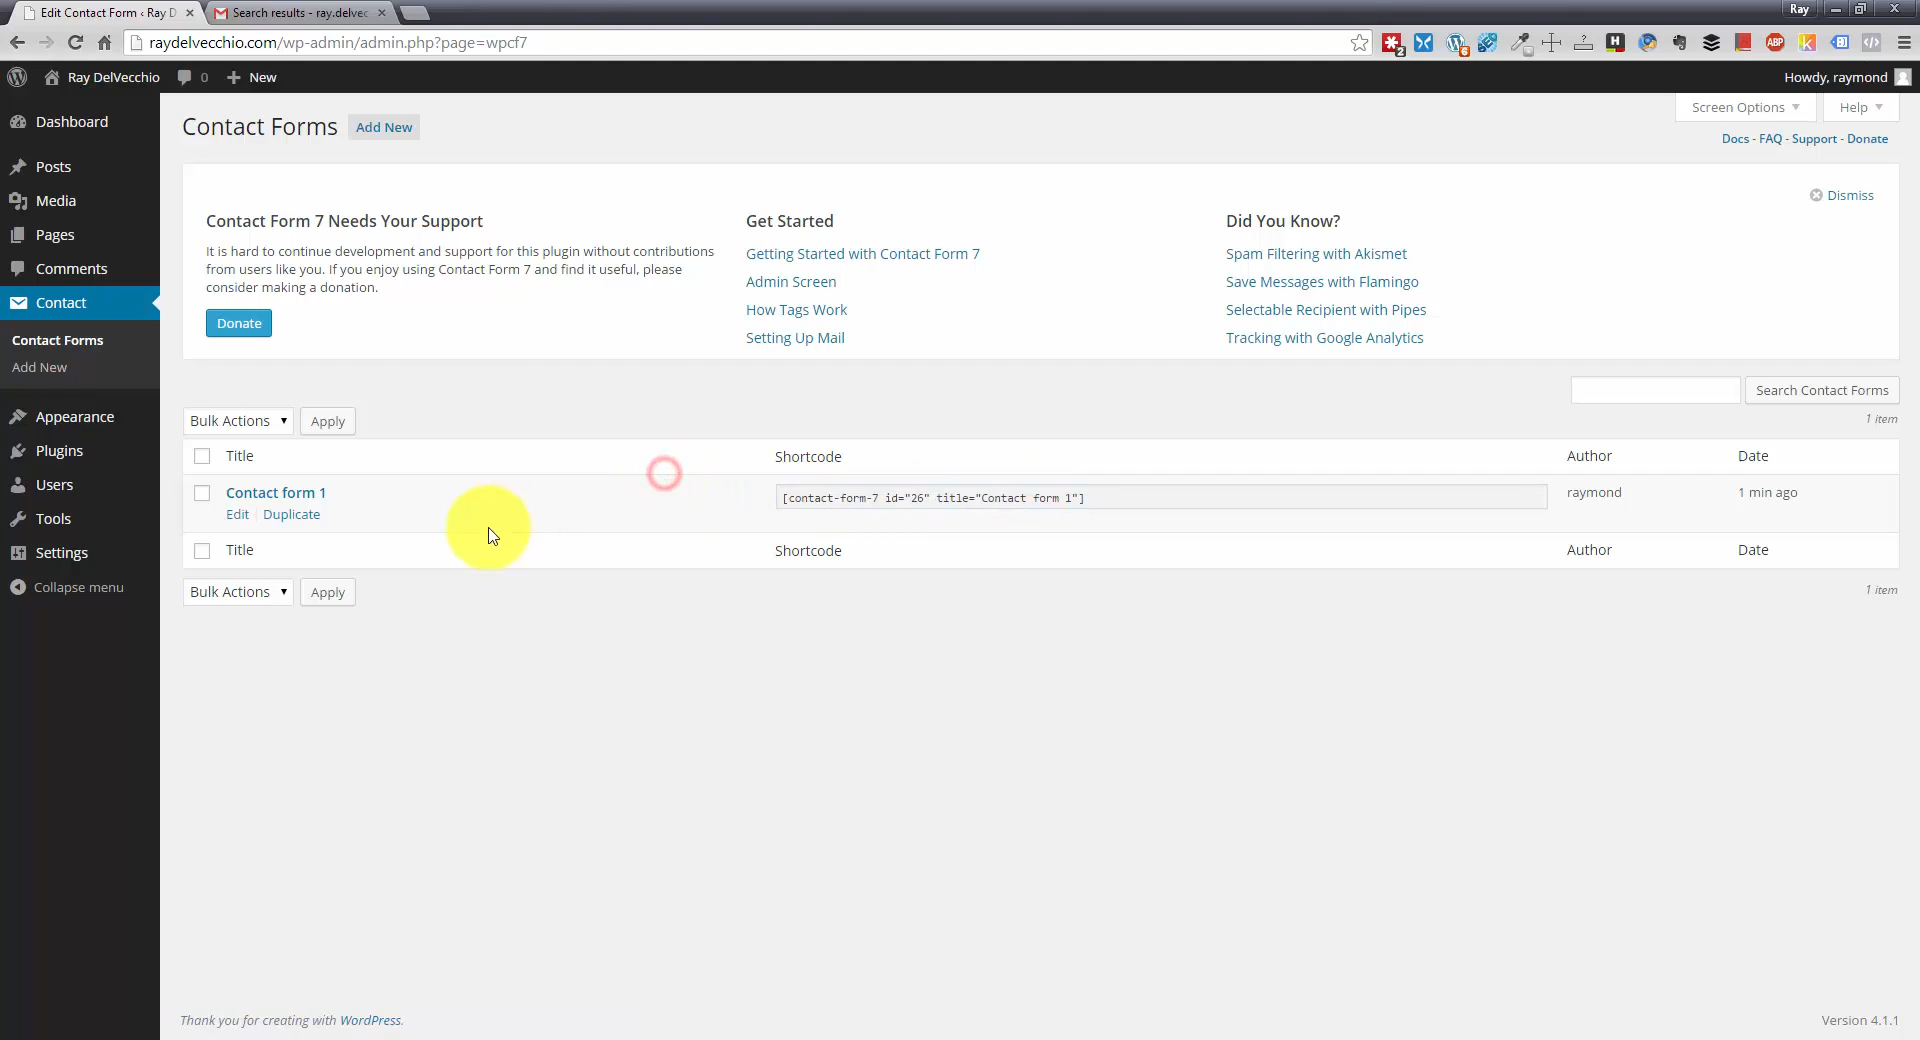 Edit Contact Form ‹ Ray D
Search results - ray.delvec
Ray
raydelvecchio.com/wp-admin/admin.php?page=wpcf7
Ray DelVecchio
0
New
Howdy, raymond
Dashboard
Posts
Media
Pages
Comments
Contact
Contact Forms
Add New
Appearance
Plugins
Users
Tools
Settings
Collapse menu
Contact Forms
Add New
Screen Options
Help
Docs - FAQ - Support - Donate
Dismiss
Contact Form 7 Needs Your Support
It is hard to continue development and support for this plugin without contributions
from users like you. If you enjoy using Contact Form 7 and find it useful, please
consider making a donation.
Donate
Get Started
Getting Started with Contact Form 7
Admin Screen
How Tags Work
Setting Up Mail
Did You Know?
Spam Filtering with Akismet
Save Messages with Flamingo
Selectable Recipient with Pipes
Tracking with Google Analytics
Search Contact Forms
Bulk Actions
Apply
1 item
Title
Shortcode
Author
Date
Contact form 1
[contact-form-7 id="26" title="Contact form 1"]
raymond
1 min ago
Edit | Duplicate
Title
Shortcode
Author
Date
Bulk Actions
Apply
1 item
Thank you for creating with WordPress.
Version 4.1.1